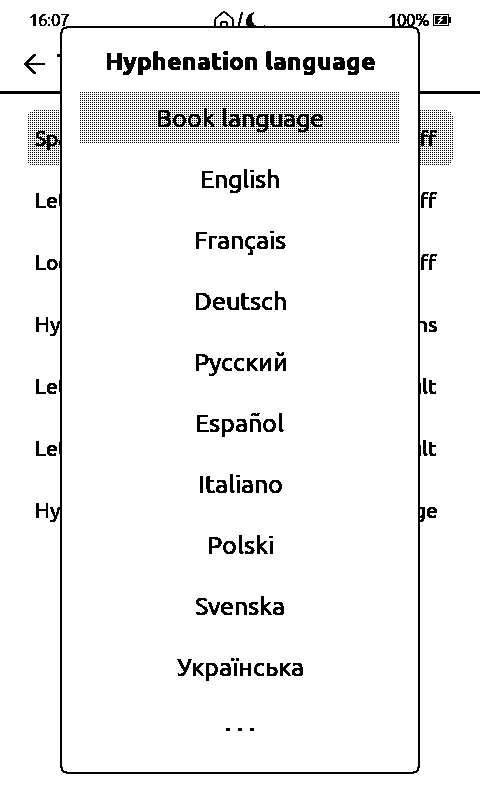 16:07
100%
Hyphenation language
Book language
English
Français
Deutsch
Русский
Español
Italiano
Polski
Svenska
Українська
...